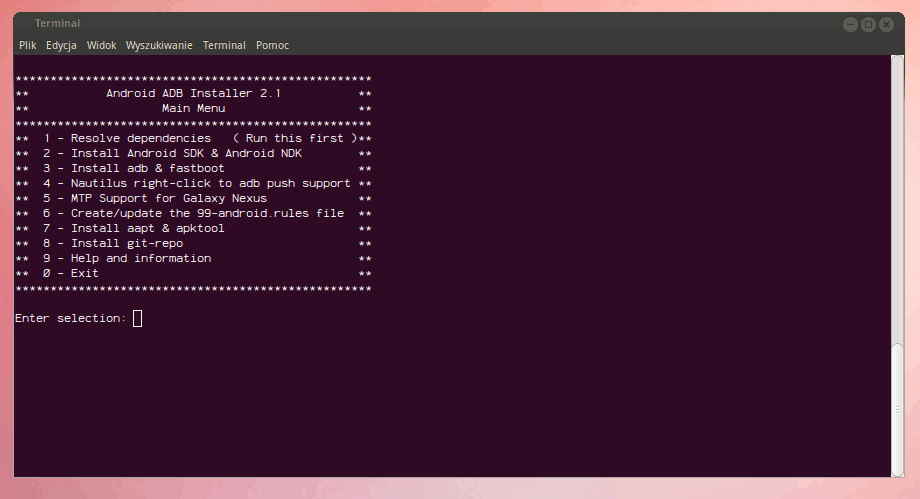 Terminal
Plik Edycja Widok Wyszukiwanie Terminal Pomoc
***************************************************
** Android ADB Installer 2.1 **
** Main Menu **
***************************************************
** 1 - Resolve dependencies ( Run this first )**
** 2 - Install Android SDK & Android NDK **
** 3 - Install adb & fastboot **
** 4 - Nautilus right-click to adb push support **
** 5 - MTP Support for Galaxy Nexus **
** 6 - Create/update the 99-android.rules file **
** 7 - Install aapt & apktool **
** 8 - Install git-repo **
** 9 - Help and information **
** 0 - Exit **
***************************************************
Enter selection: